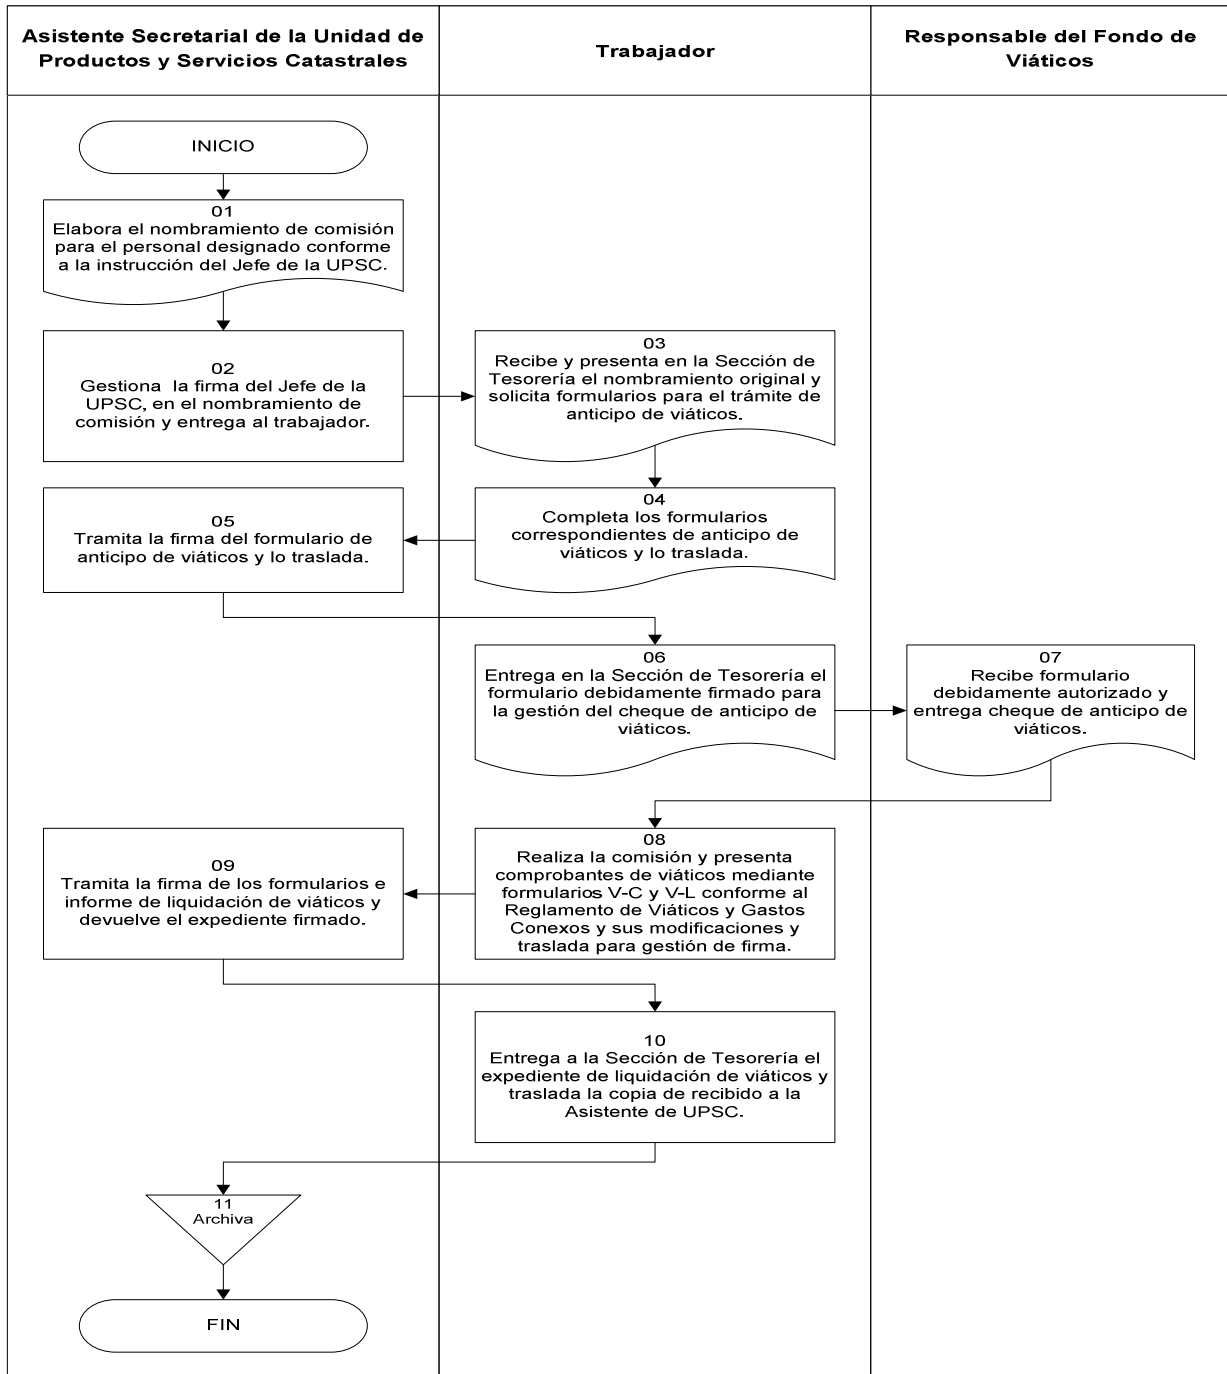 Asistente Secretarial de la Unidad de
Productos y Servicios Catastrales
Trabajador
Responsable del Fondo de
Viáticos
INICIO
01
Elabora el nombramiento de comisión
para el personal designado conforme
a la instrucción del Jefe de la UPSC.
02
Gestiona la firma del Jefe de la
UPSC, en el nombramiento de
comisión y entrega al trabajador.
03
Recibe y presenta en la Sección de
Tesorería el nombramiento original y
solicita formularios para el trámite de
anticipo de viáticos.
04
Completa los formularios
correspondientes de anticipo de
viáticos y lo traslada.
05
Tramita la firma del formulario de
anticipo de viáticos y lo traslada.
06
Entrega en la Sección de Tesorería el
formulario debidamente firmado para
la gestión del cheque de anticipo de
viáticos.
07
Recibe formulario
debidamente autorizado y
entrega cheque de anticipo de
viáticos.
08
Realiza la comisión y presenta
comprobantes de viáticos mediante
formularios V-C y V-L conforme al
Reglamento de Viáticos y Gastos
Conexos y sus modificaciones y
traslada para gestión de firma.
09
Tramita la firma de los formularios e
informe de liquidación de viáticos y
devuelve el expediente firmado.
10
Entrega a la Sección de Tesorería el
expediente de liquidación de viáticos y
traslada la copia de recibido a la
Asistente de UPSC.
11
Archiva
FIN